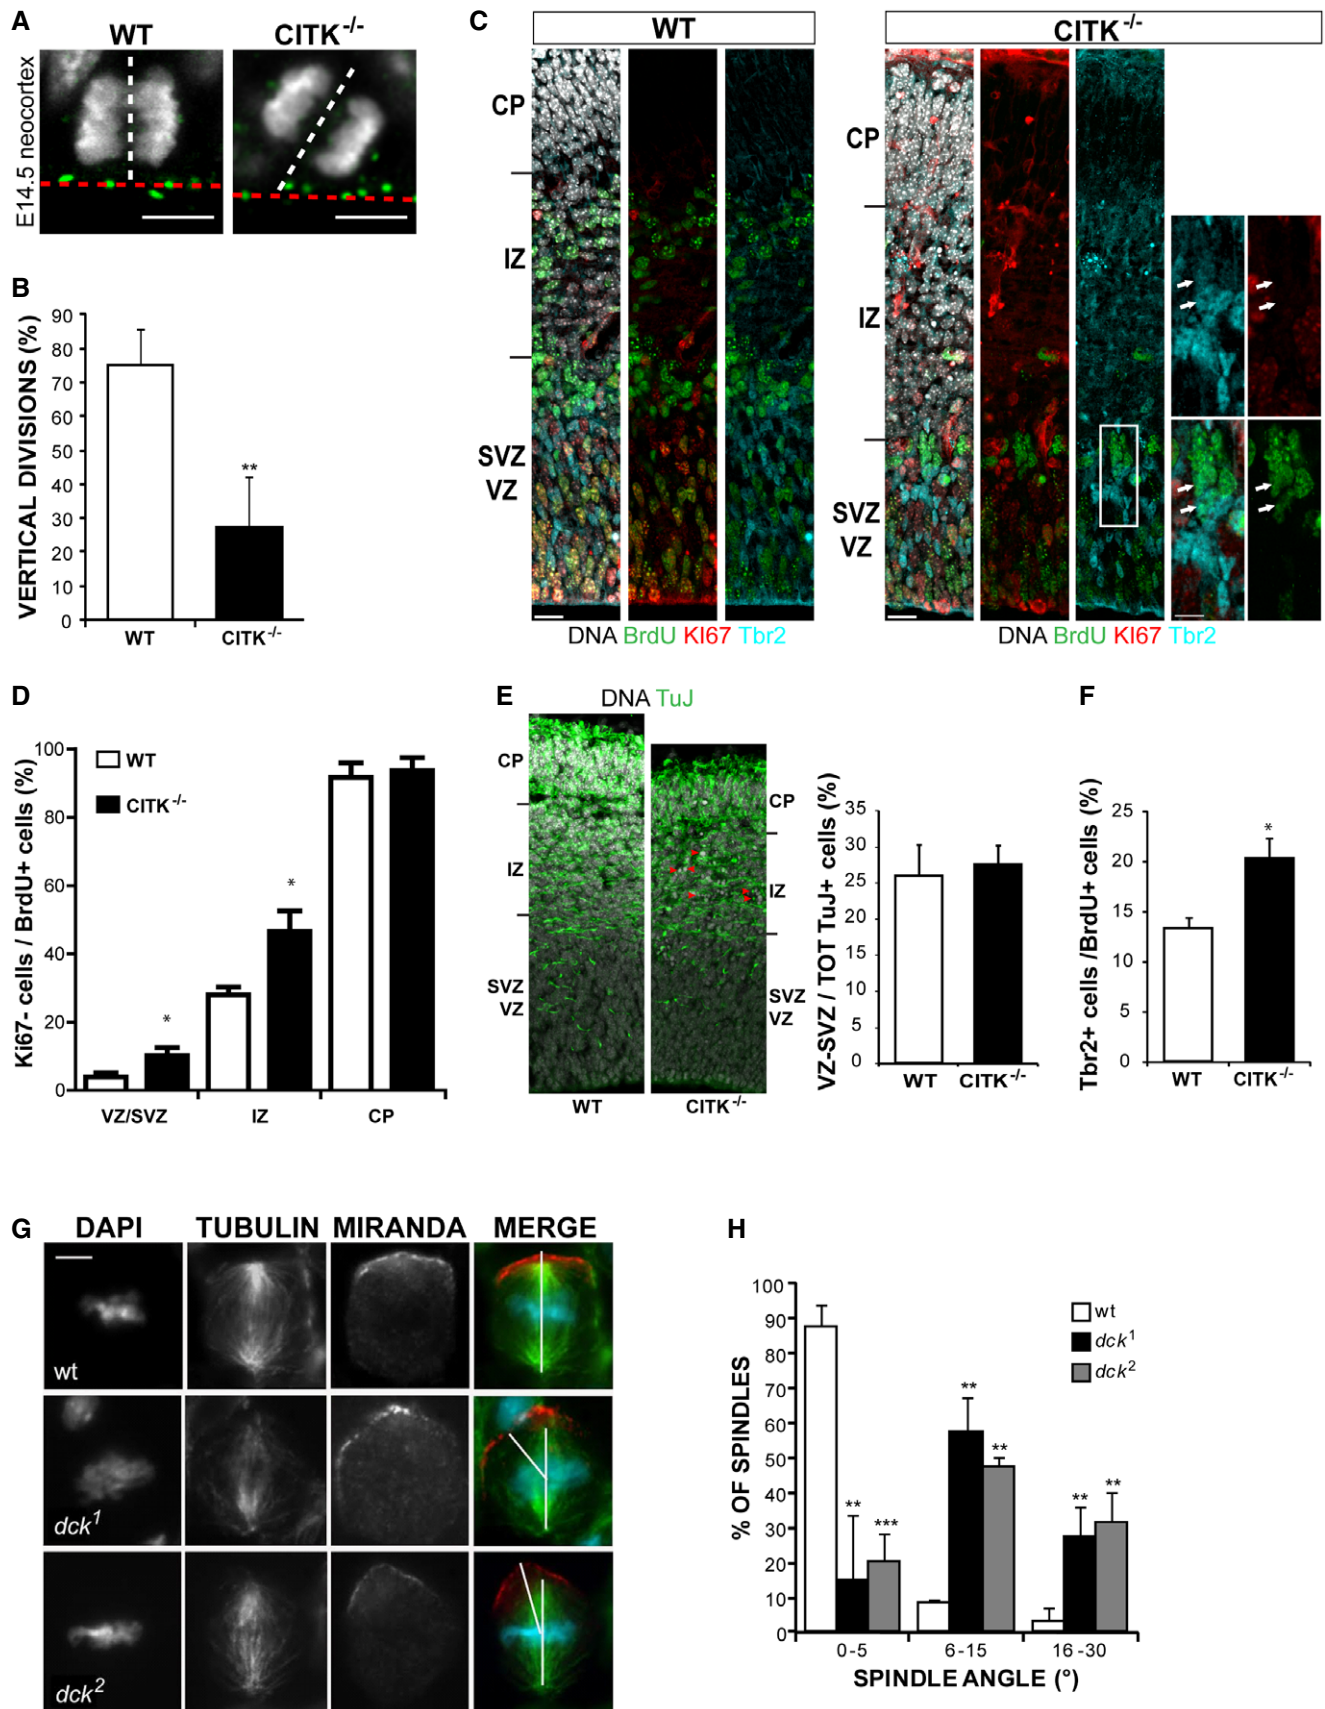 A
WT
CITK-/-
E14.5 neocortex
B
VERTICAL DIVISIONS (%)
90
80
70
60
50
40
30
20
10
0
**
WT
CITK-/-
C
WT
CITK-/-
CP
IZ
SVZ
VZ
CP
IZ
SVZ
VZ
DNA BrdU KI67 Tbr2
DNA BrdU KI67 Tbr2
D
Ki67- cells / BrdU+ cells (%)
100
80
60
40
20
0
WT
CITK-/-
*
*
VZ/SVZ
IZ
CP
E
DNA TuJ
CP
IZ
SVZ
VZ
CP
IZ
SVZ
VZ
WT
CITK-/-
VZ-SVZ / TOT TuJ+ cells (%)
35
30
25
20
15
10
5
0
WT
CITK-/-
F
Tbr2+ cells /BrdU+ cells (%)
25
20
15
10
5
0
*
WT
CITK-/-
G
DAPI
TUBULIN
MIRANDA
MERGE
wt
dck1
dck2
H
% OF SPINDLES
100
90
80
70
60
50
40
30
20
10
0
wt
dck1
dck2
**
***
**
**
**
**
0-5
6-15
16-30
SPINDLE ANGLE (°)